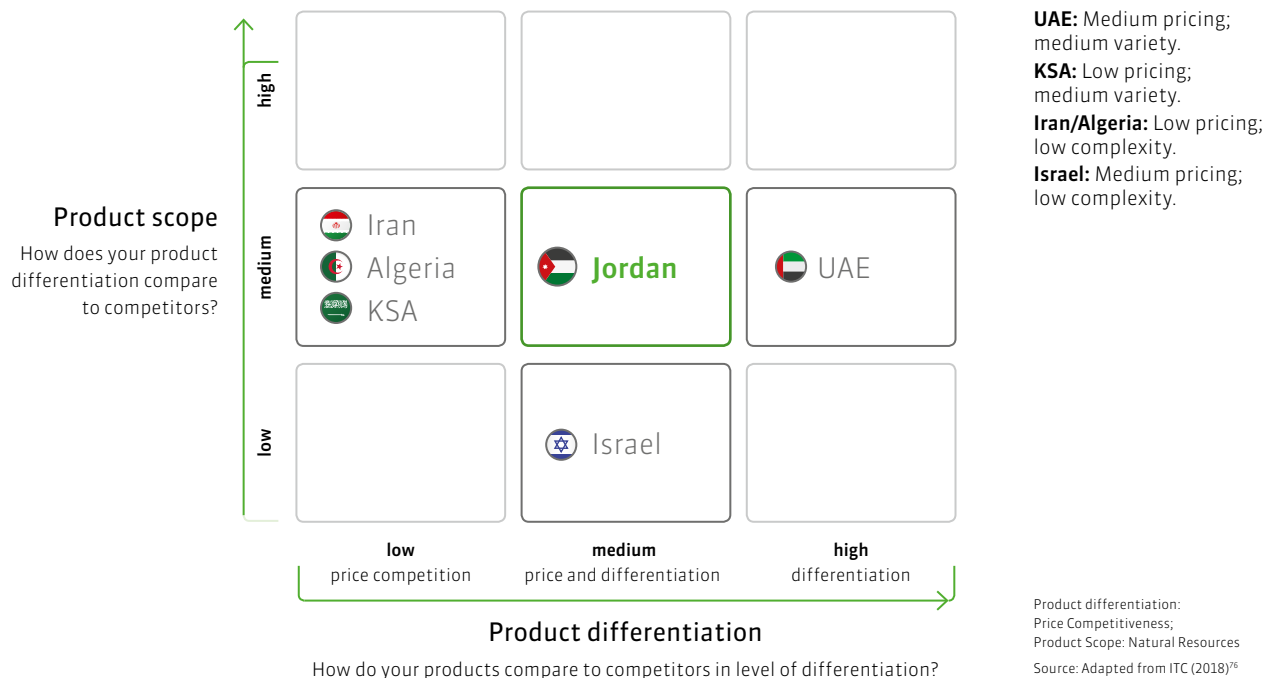 high
medium
low
Product scope
How does your product
differentiation compare
to competitors?
Iran
Algeria
KSA
Jordan
UAE
Israel
low
price competition
medium
price and differentiation
high
differentiation
Product differentiation
How do your products compare to competitors in level of differentiation?
UAE: Medium pricing;
medium variety.
KSA: Low pricing;
medium variety.
Iran/Algeria: Low pricing;
low complexity.
Israel: Medium pricing;
low complexity.
Product differentiation:
Price Competitiveness;
Product Scope: Natural Resources
Source: Adapted from ITC (2018)76